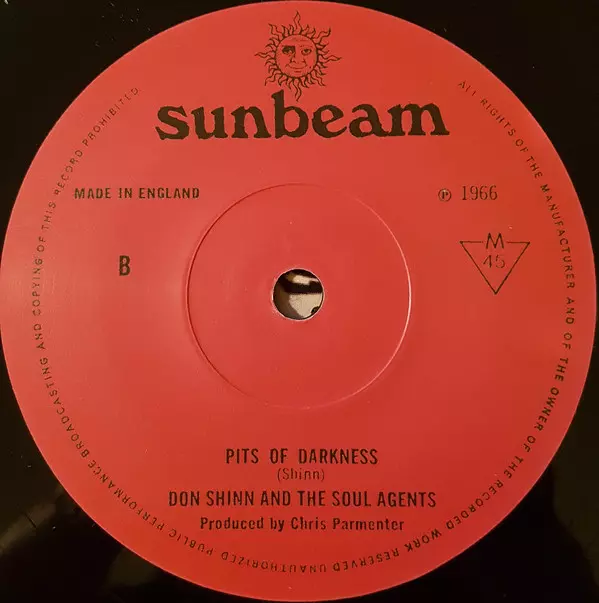 sunbeam
MADE IN ENGLAND
℗ 1966
B
M
45
PITS OF DARKNESS
(Shinn)
DON SHINN AND THE SOUL AGENTS
Produced by Chris Parmenter
ALL RIGHTS OF THE MANUFACTURER AND OF THE OWNER OF THE RECORDED WORK RESERVED UNAUTHORIZED PUBLIC PERFORMANCE BROADCASTING AND COPYING OF THIS RECORD PROHIBITED